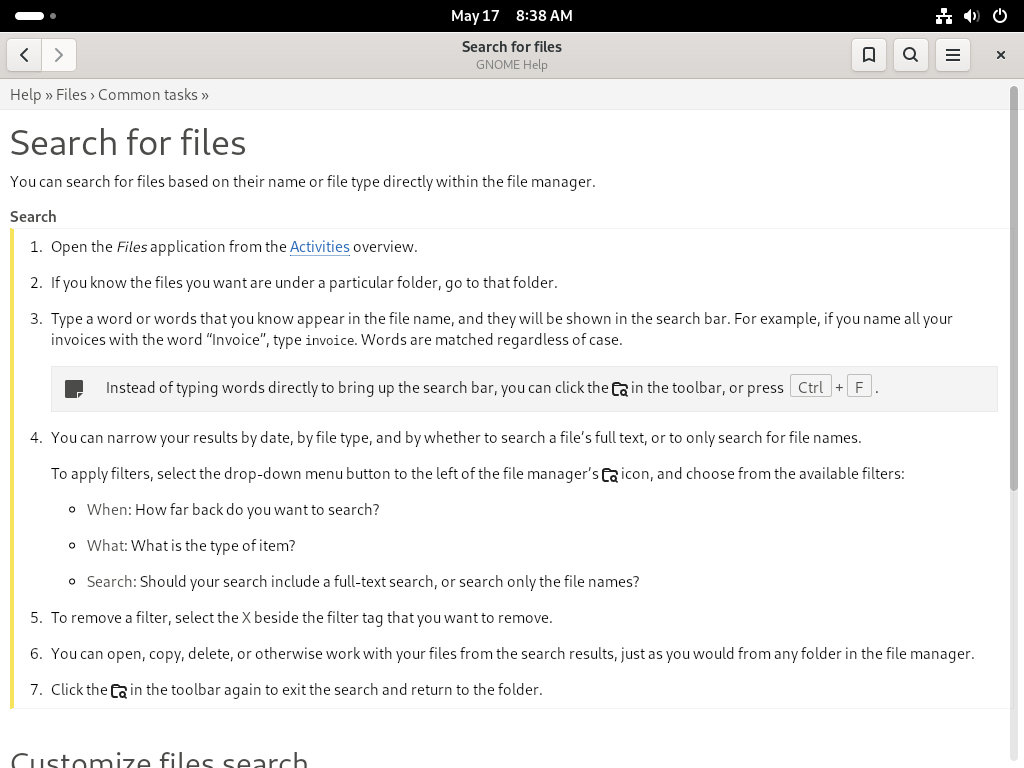 May 17 8:38 AM
Search for files
GNOME Help
Help » Files › Common tasks »
Search for files
You can search for files based on their name or file type directly within the file manager.
Search
1. Open the Files application from the Activities overview.
2. If you know the files you want are under a particular folder, go to that folder.
3. Type a word or words that you know appear in the file name, and they will be shown in the search bar. For example, if you name all your
invoices with the word “Invoice”, type invoice. Words are matched regardless of case.
Instead of typing words directly to bring up the search bar, you can click the in the toolbar, or press Ctrl + F .
4. You can narrow your results by date, by file type, and by whether to search a file’s full text, or to only search for file names.
To apply filters, select the drop-down menu button to the left of the file manager’s icon, and choose from the available filters:
When: How far back do you want to search?
What: What is the type of item?
Search: Should your search include a full-text search, or search only the file names?
5. To remove a filter, select the X beside the filter tag that you want to remove.
6. You can open, copy, delete, or otherwise work with your files from the search results, just as you would from any folder in the file manager.
7. Click the in the toolbar again to exit the search and return to the folder.
Customize files search